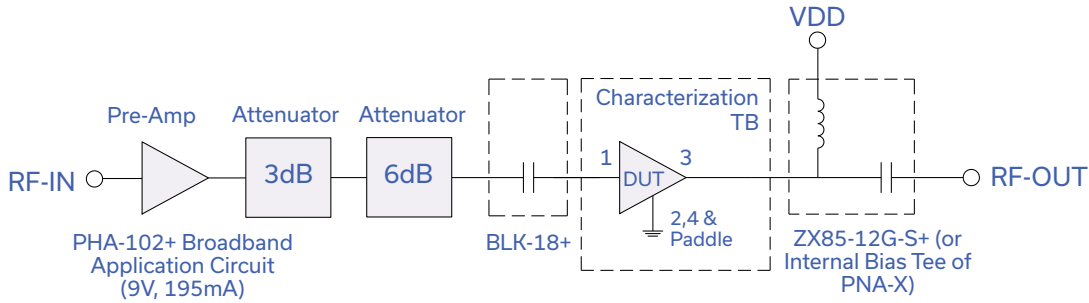 VDD
Pre-Amp
Attenuator
Attenuator
Characterization
TB
RF-IN
3dB
6dB
1
DUT
3
RF-OUT
2,4 &
Paddle
PHA-102+ Broadband
Application Circuit
(9V, 195mA)
BLK-18+
ZX85-12G-S+ (or
Internal Bias Tee of
PNA-X)